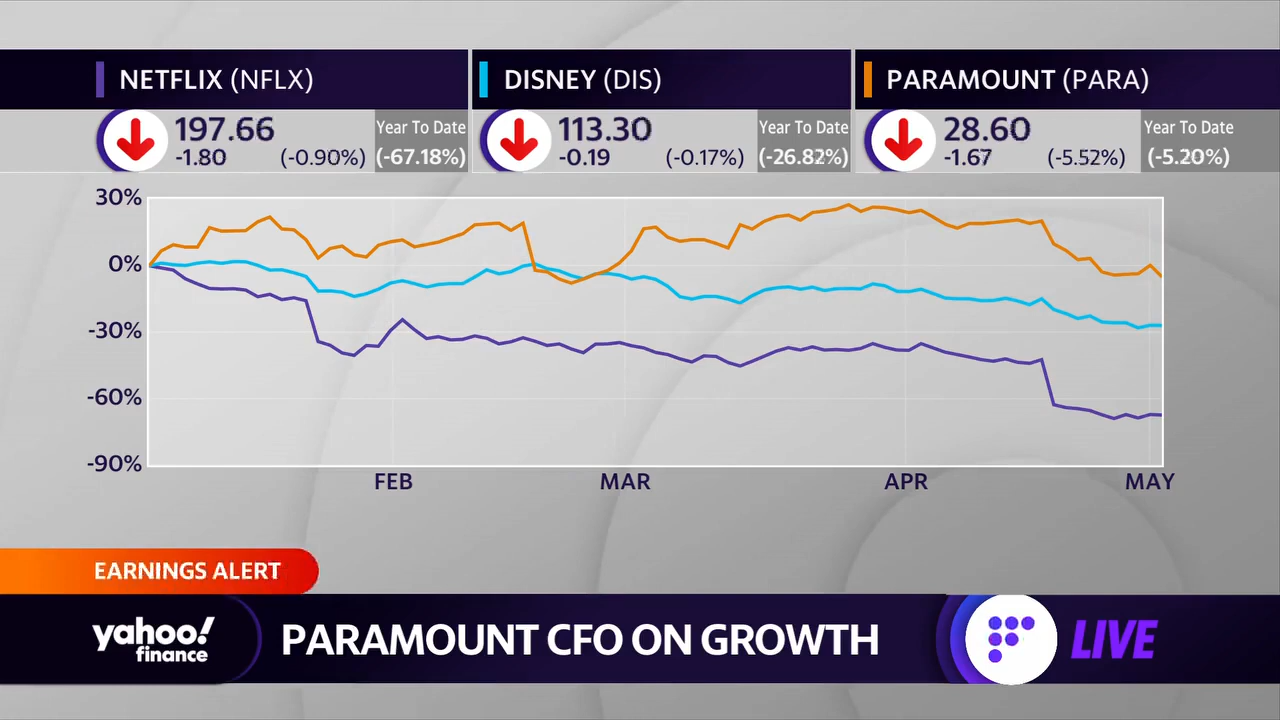 NETFLIX (NFLX)
197.66
-1.80 (-0.90%)
Year To Date
(-67.18%)
DISNEY (DIS)
113.30
-0.19 (-0.17%)
Year To Date
(-26.82%)
PARAMOUNT (PARA)
28.60
-1.67 (-5.52%)
Year To Date
(-5.20%)
30%
0%
-30%
-60%
-90%
FEB MAR APR MAY
EARNINGS ALERT
yahoo!
finance
PARAMOUNT CFO ON GROWTH
LIVE